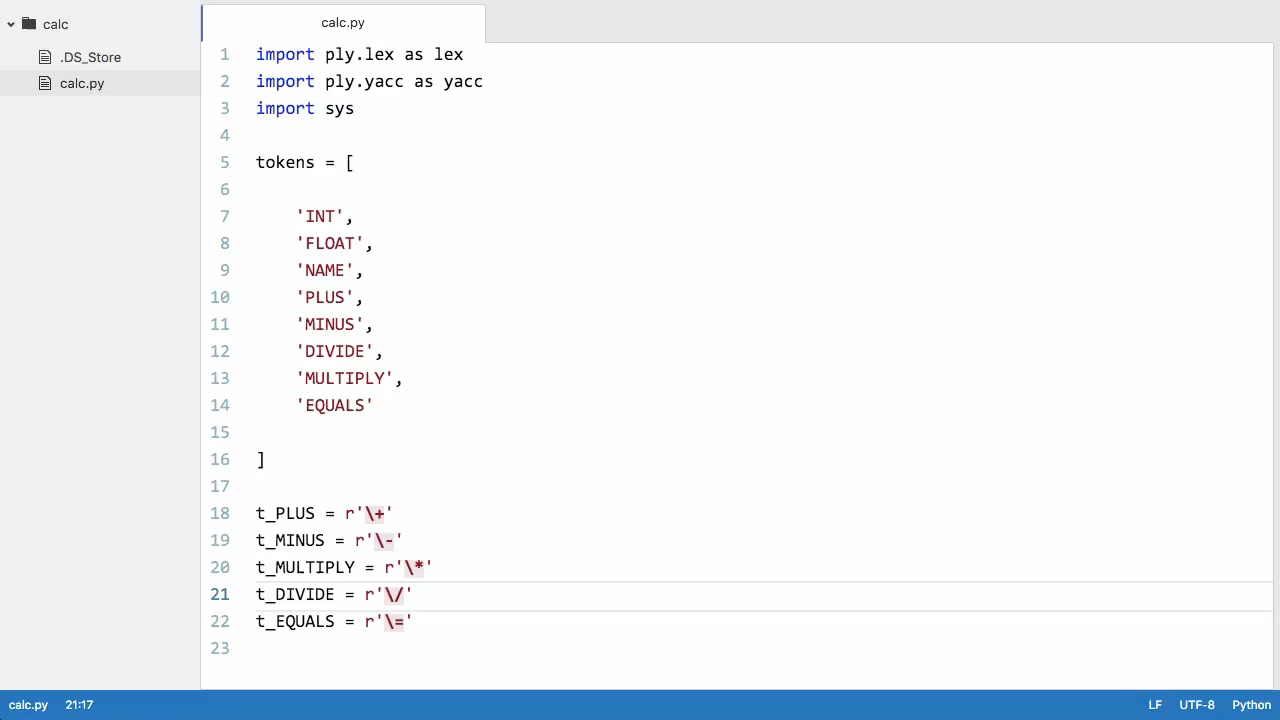 calc
.DS_Store
calc.py
calc.py
1 import ply.lex as lex
2 import ply.yacc as yacc
3 import sys
4
5 tokens = [
6
7     'INT',
8     'FLOAT',
9     'NAME',
10     'PLUS',
11     'MINUS',
12     'DIVIDE',
13     'MULTIPLY',
14     'EQUALS'
15
16 ]
17
18 t_PLUS = r'\+'
19 t_MINUS = r'\-'
20 t_MULTIPLY = r'\*'
21 t_DIVIDE = r'\/'
22 t_EQUALS = r'\='
23
calc.py 21:17 LF UTF-8 Python